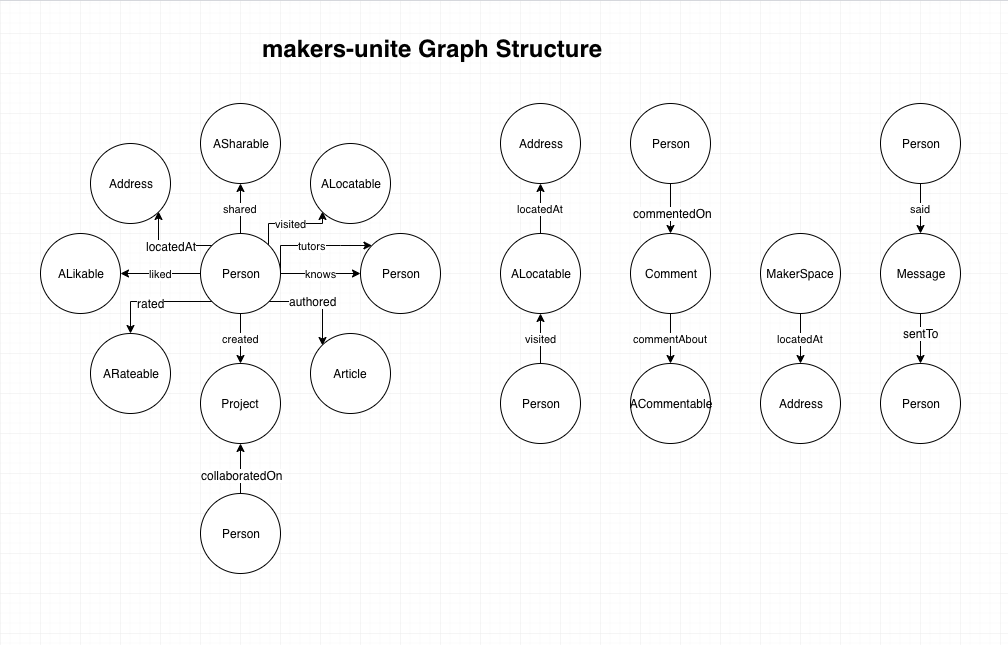 makers-unite Graph Structure
ASharable
Address
ALocatable
shared
visited
locatedAt
tutors
ALikable
liked
Person
knows
Person
rated
authored
created
ARateable
Article
Project
collaboratedOn
Person
Address
locatedAt
ALocatable
visited
Person
Person
commentedOn
Comment
commentAbout
ACommentable
MakerSpace
locatedAt
Address
Person
said
Message
sentTo
Person